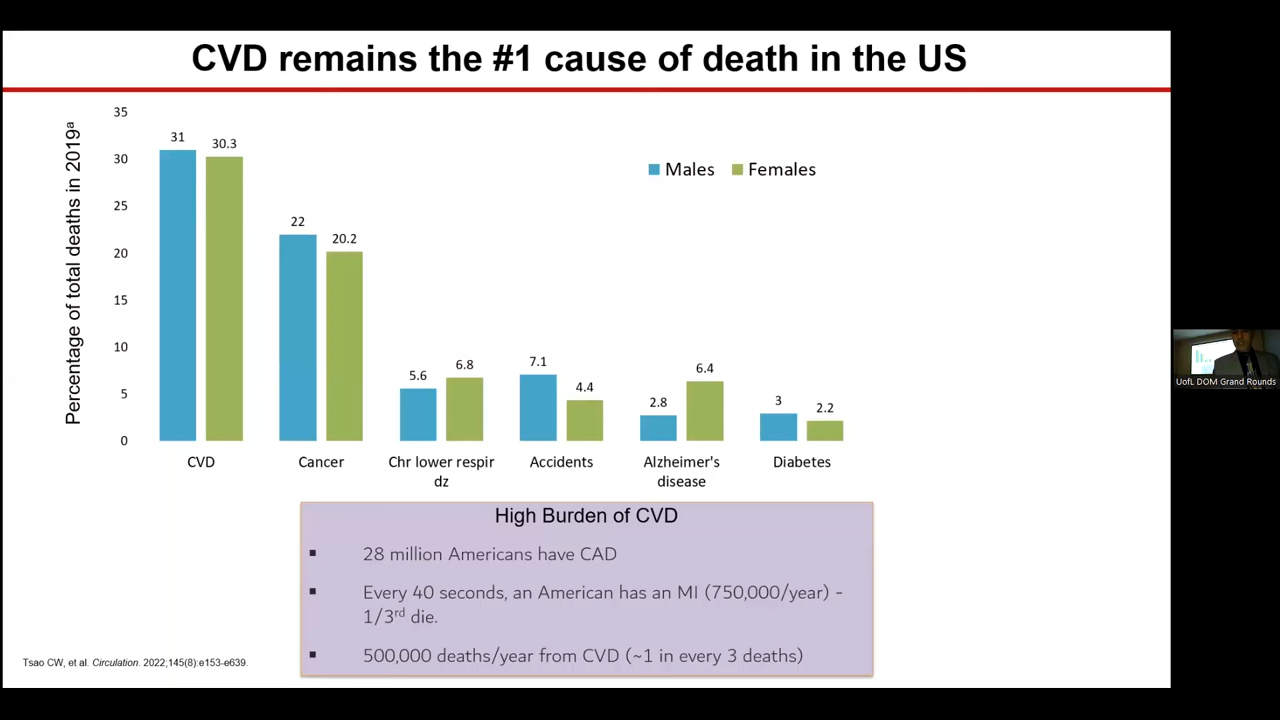 CVD remains the #1 cause of death in the US
Percentage of total deaths in 2019ª
35
30
25
20
15
10
5
0
31
30.3
22
20.2
5.6
6.8
7.1
4.4
2.8
6.4
3
2.2
Males
Females
CVD
Cancer
Chr lower respir
dz
Accidents
Alzheimer's
disease
Diabetes
High Burden of CVD
▪ 28 million Americans have CAD
▪ Every 40 seconds, an American has an MI (750,000/year) -
1/3rd die.
▪ 500,000 deaths/year from CVD (~1 in every 3 deaths)
Tsao CW, et al. Circulation. 2022;145(8):e153-e639.
UofL DOM Grand Rounds